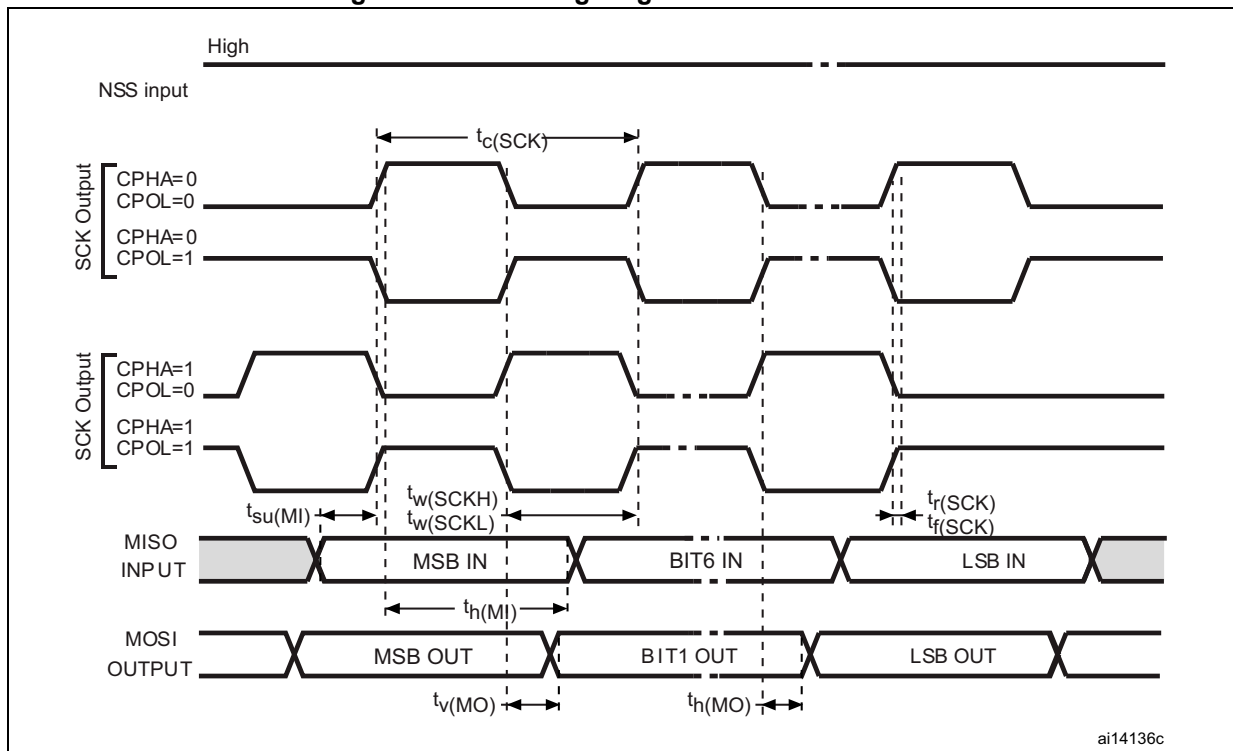 High
NSS input
tc(SCK)
SCK Output
CPHA=0
CPOL=0
CPHA=0
CPOL=1
SCK Output
CPHA=1
CPOL=0
CPHA=1
CPOL=1
tsu(MI)
tw(SCKH)
tw(SCKL)
tr(SCK)
tf(SCK)
MISO
INPUT
MSB IN
BIT6 IN
LSB IN
th(MI)
MOSI
OUTPUT
MSB OUT
BIT1 OUT
LSB OUT
tv(MO)
th(MO)
ai14136c